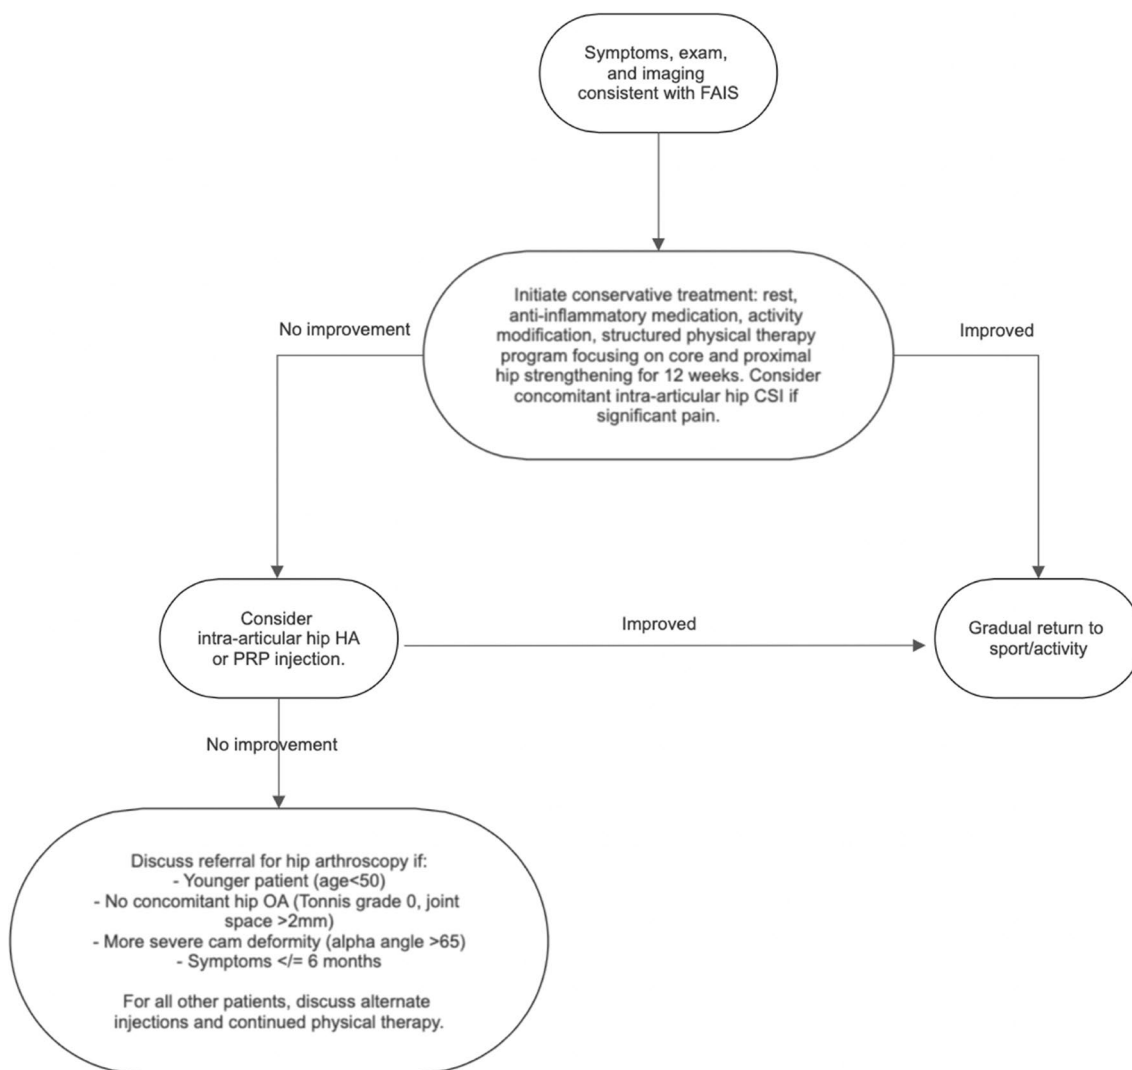 Symptoms, exam,
and imaging
consistent with FAIS
Initiate conservative treatment: rest,
anti-inflammatory medication, activity
modification, structured physical therapy
program focusing on core and proximal
hip strengthening for 12 weeks. Consider
concomitant intra-articular hip CSI if
significant pain.
No improvement
Improved
Consider
intra-articular hip HA
or PRP injection.
Improved
Gradual return to
sport/activity
No improvement
Discuss referral for hip arthroscopy if:
- Younger patient (age<50)
- No concomitant hip OA (Tonnis grade 0, joint
space >2mm)
- More severe cam deformity (alpha angle >65)
- Symptoms </= 6 months
For all other patients, discuss alternate
injections and continued physical therapy.